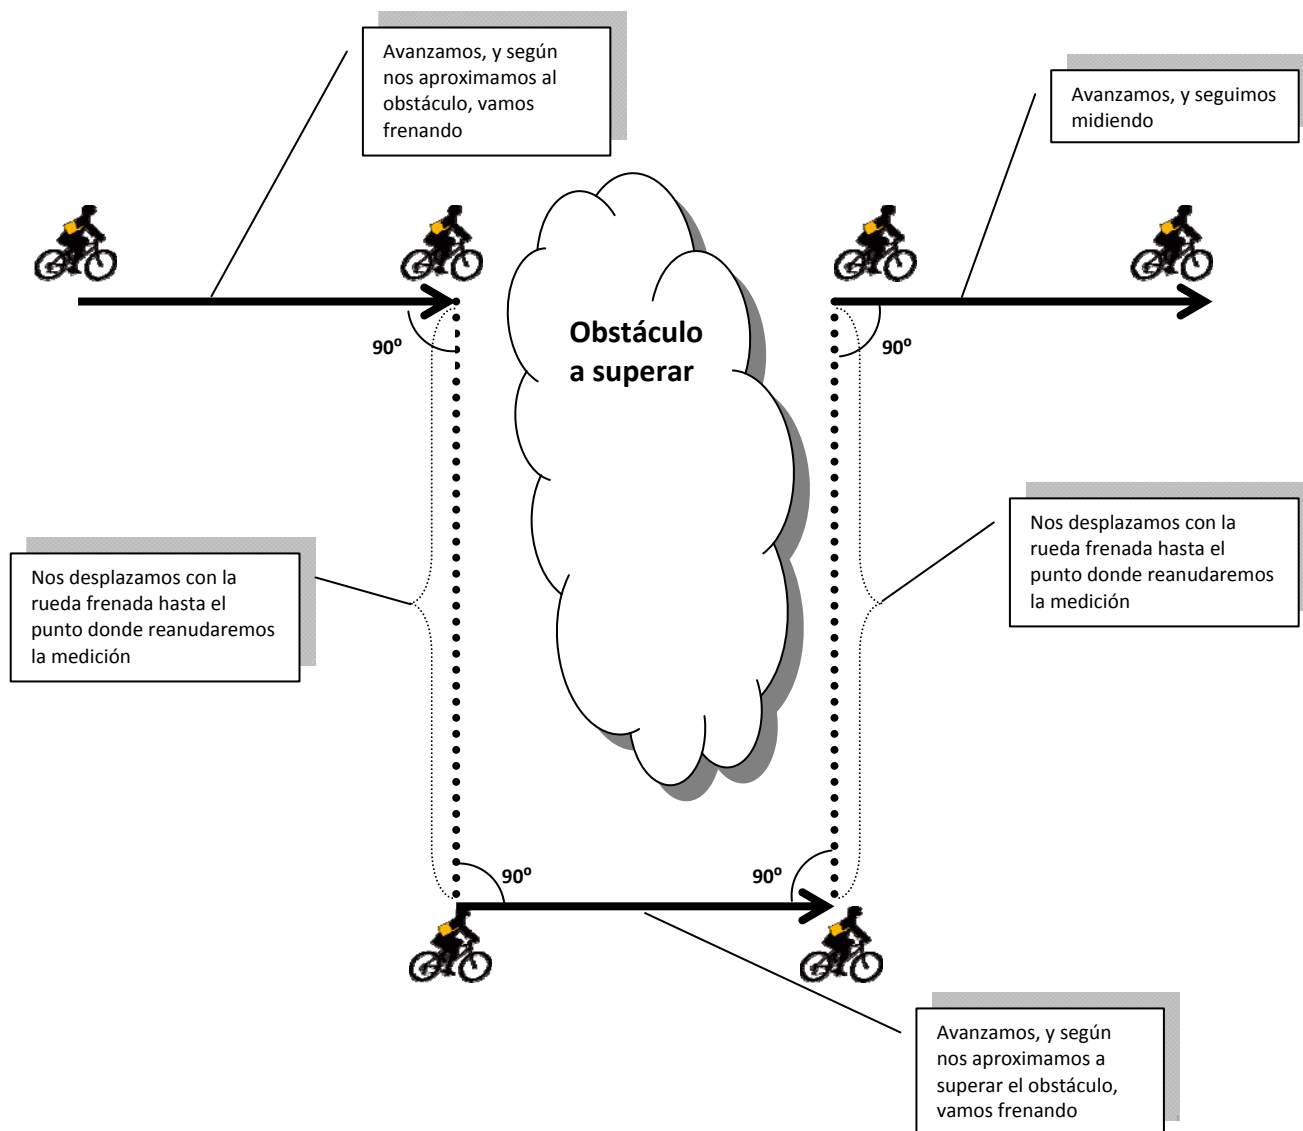 Avanzamos, y según
nos aproximamos al
obstáculo, vamos
frenando
Avanzamos, y seguimos
midiendo
Obstáculo
a superar
90º
90º
Nos desplazamos con la
rueda frenada hasta el
punto donde reanudaremos
la medición
Nos desplazamos con la
rueda frenada hasta el
punto donde reanudaremos
la medición
90º
90º
Avanzamos, y según
nos aproximamos a
superar el obstáculo,
vamos frenando